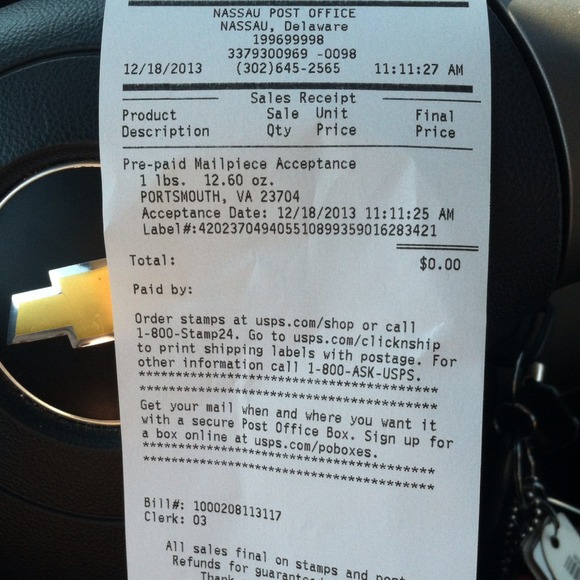 NASSAU POST OFFICE
NASSAU, Delaware
199699998
3379300969 -0098
12/18/2013 (302)645-2565 11:11:27 AM
Sales Receipt
Product Sale Unit Final
Description Qty Price Price
Pre-paid Mailpiece Acceptance
1 lbs. 12.60 oz.
PORTSMOUTH, VA 23704
Acceptance Date: 12/18/2013 11:11:25 AM
Label#:420237049405510899359016283421
Total: $0.00
Paid by:
Order stamps at usps.com/shop or call
1-800-Stamp24. Go to usps.com/clicknship
to print shipping labels with postage. For
other information call 1-800-ASK-USPS.
****************************************
****************************************
Get your mail when and where you want it
with a secure Post Office Box. Sign up for
a box online at usps.com/poboxes.
****************************************
****************************************
Bill#: 1000208113117
Clerk: 03
All sales final on stamps and
Refunds for